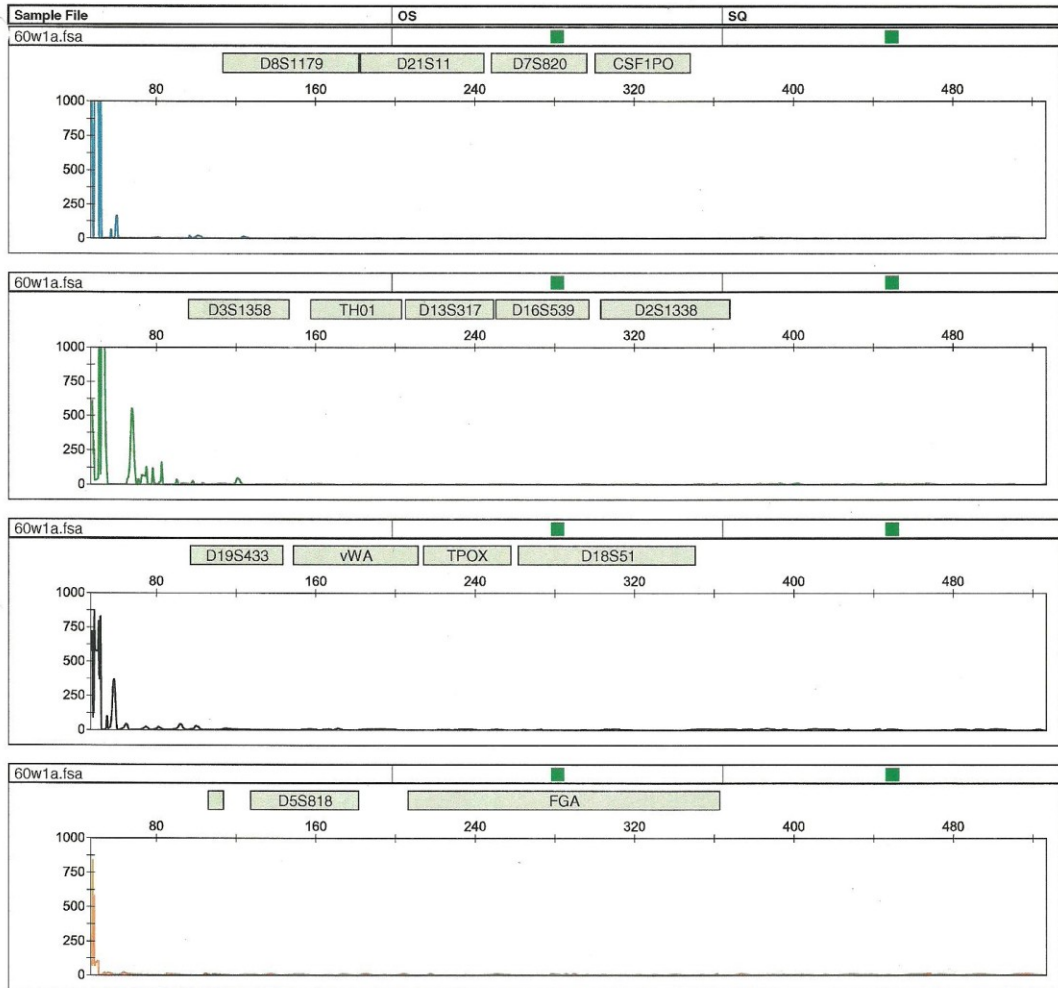 Sample File OS SQ
60w1a.fsa
D8S1179 D21S11 D7S820 CSF1PO
80 160 240 320 400 480
1000
750
500
250
0
60w1a.fsa
D3S1358 TH01 D13S317 D16S539 D2S1338
80 160 240 320 400 480
1000
750
500
250
0
60w1a.fsa
D19S433 vWA TPOX D18S51
80 160 240 320 400 480
1000
750
500
250
0
60w1a.fsa
D5S818 FGA
80 160 240 320 400 480
1000
750
500
250
0